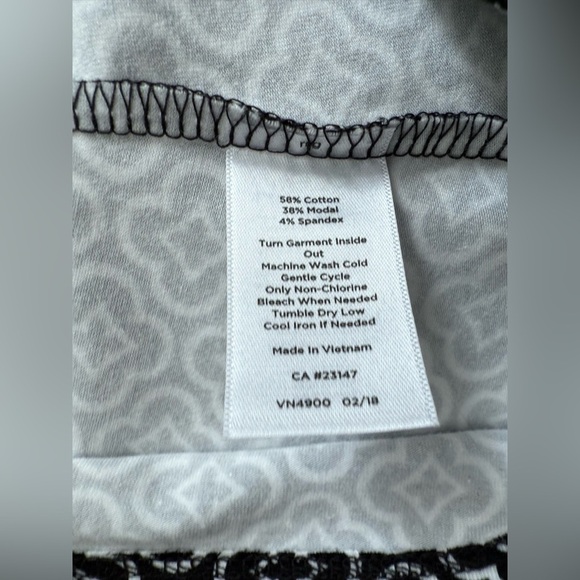 58% Cotton
38% Modal
4% Spandex
Turn Garment Inside
Out
Machine Wash Cold
Gentle Cycle
Only Non-Chlorine
Bleach When Needed
Tumble Dry Low
Cool Iron If Needed
Made In Vietnam
CA #23147
VN4900 02/18